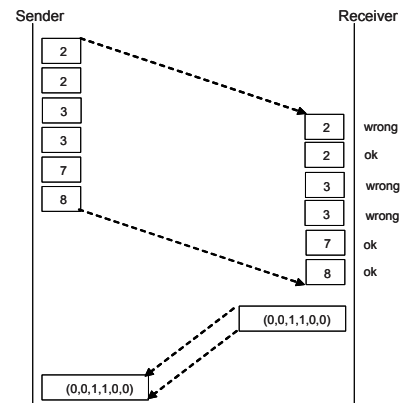 Sender Receiver
2
2
3
3
7
8
2 wrong
2 ok
3 wrong
3 wrong
7 ok
8 ok
(0,0,1,1,0,0)
(0,0,1,1,0,0)